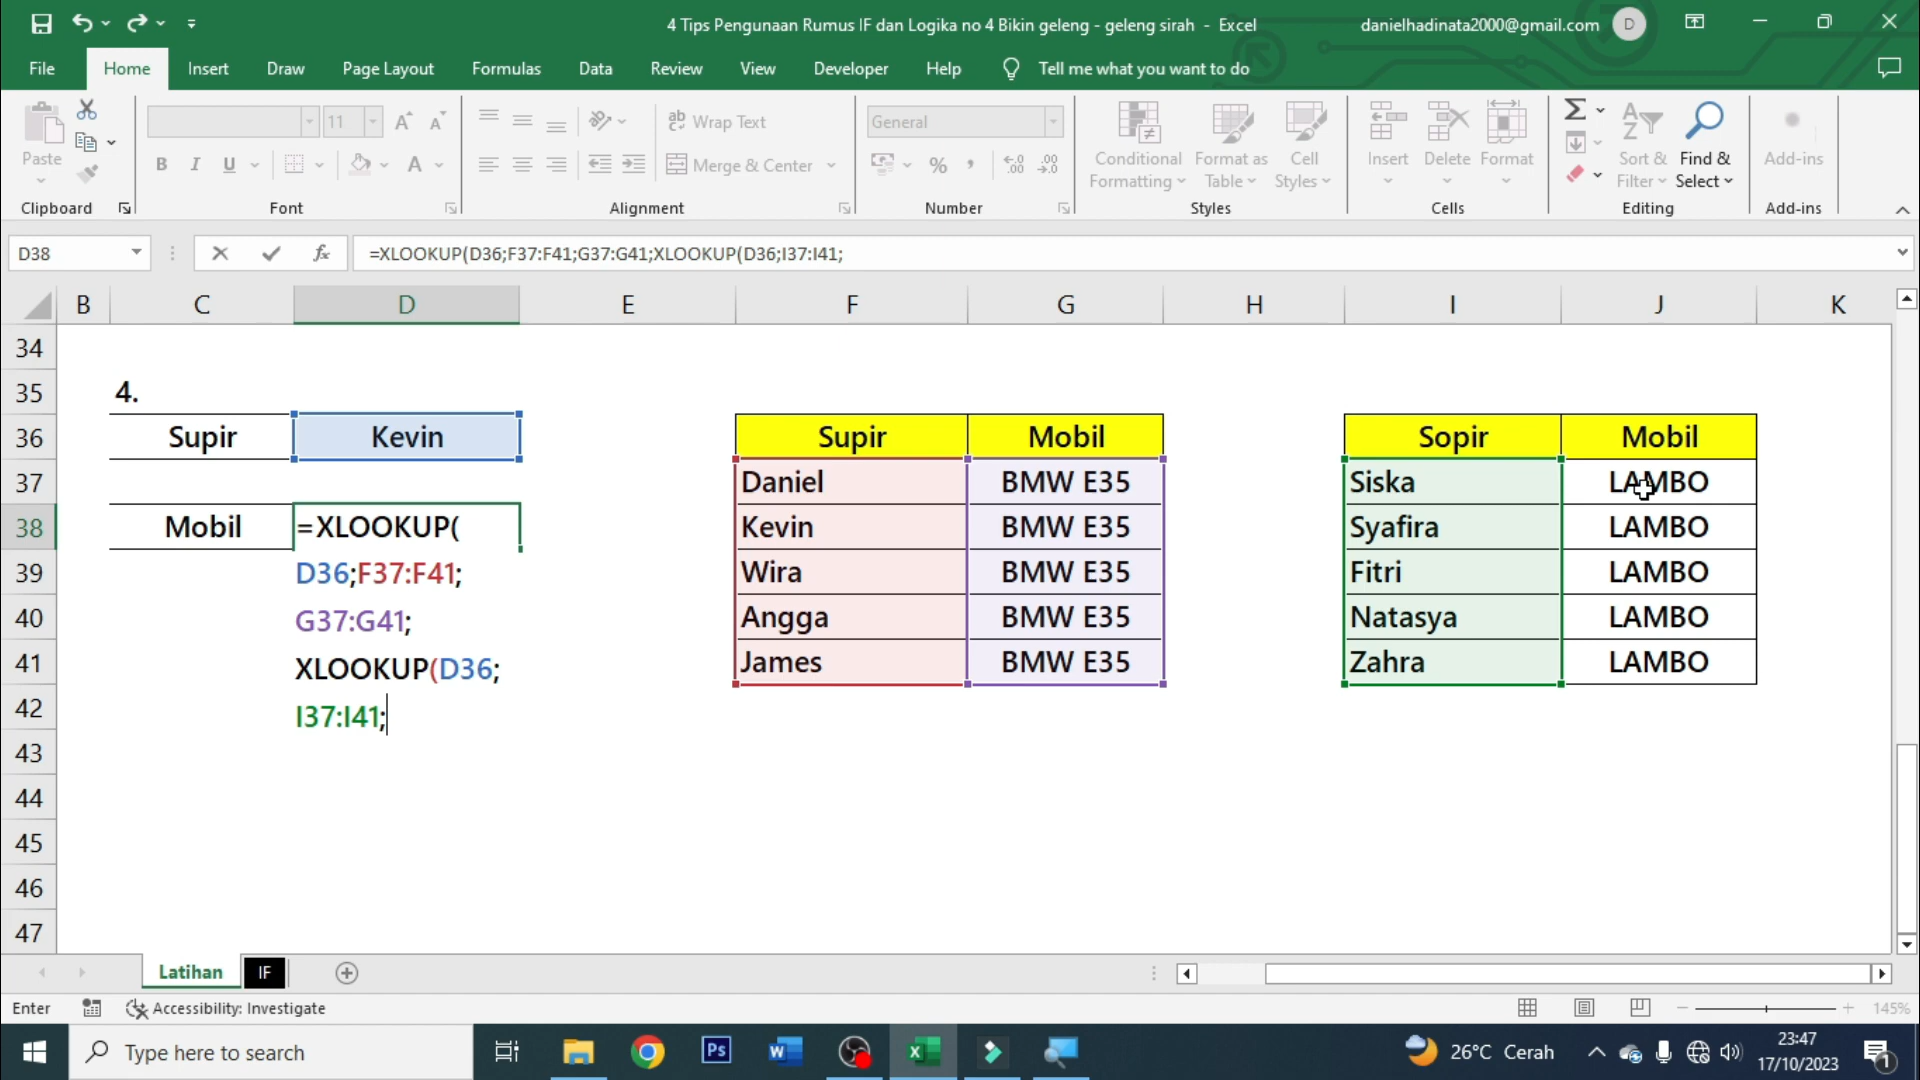 4 Tips Pengunaan Rumus IF dan Logika no 4 Bikin geleng - geleng sirah - Excel
danielhadinata2000@gmail.com D
File Home Insert Draw Page Layout Formulas Data Review View Developer Help Tell me what you want to do
Paste
Clipboard
11
B I U
Font
Wrap Text
Merge & Center
Alignment
General
Number
Conditional Formatting
Format as Table
Cell Styles
Styles
Insert Delete Format
Cells
Sort & Filter
Find & Select
Editing
Add-ins
Add-ins
D38 fx =XLOOKUP(D36;F37:F41;G37:G41;XLOOKUP(D36;I37:I41;
B C D E F G H I J K
34
35 4.
36 Supir Kevin Supir Mobil Sopir Mobil
37 Daniel BMW E35 Siska LAMBO
38 Mobil =XLOOKUP( Kevin BMW E35 Syafira LAMBO
39 D36;F37:F41; Wira BMW E35 Fitri LAMBO
40 G37:G41; Angga BMW E35 Natasya LAMBO
41 XLOOKUP(D36; James BMW E35 Zahra LAMBO
42 I37:I41;
43
44
45
46
47
Latihan IF
Enter Accessibility: Investigate 145%
Type here to search
Ps
26°C Cerah
23:47
17/10/2023
1